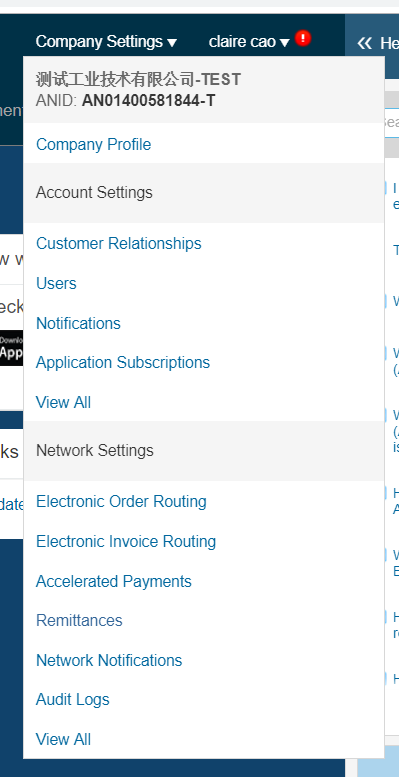 Company Settings claire cao
He
测试工业技术有限公司-TEST
ANID: AN01400581844-T
Company Profile
Account Settings
Customer Relationships
Users
Notifications
Application Subscriptions
View All
Network Settings
Electronic Order Routing
Electronic Invoice Routing
Accelerated Payments
Remittances
Network Notifications
Audit Logs
View All